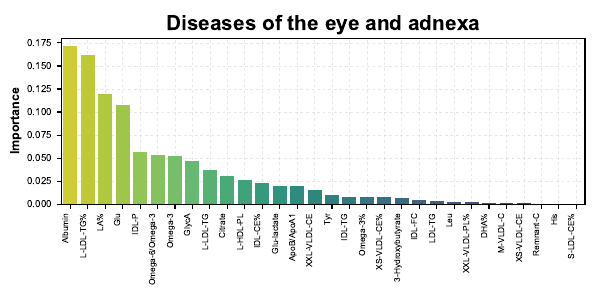 Diseases of the eye and adnexa
Importance
0.175
0.150
0.125
0.100
0.075
0.050
0.025
0.000
Albumin
L-LDL-TG%
LA%
Glu
IDL-P
Omega-6/Omega-3
Omega-3
GlycA
L-LDL-TG
Citrate
L-HDL-PL
IDL-CE%
Glu-lactate
ApoB/ApoA1
XXL-VLDL-CE
Tyr
IDL-TG
Omega-3%
XS-VLDL-CE%
3-Hydroxybutyrate
IDL-FC
LDL-TG
Leu
XXL-VLDL-PL%
DHA%
M-VLDL-C
XS-VLDL-CE
Remnant-C
His
S-LDL-CE%